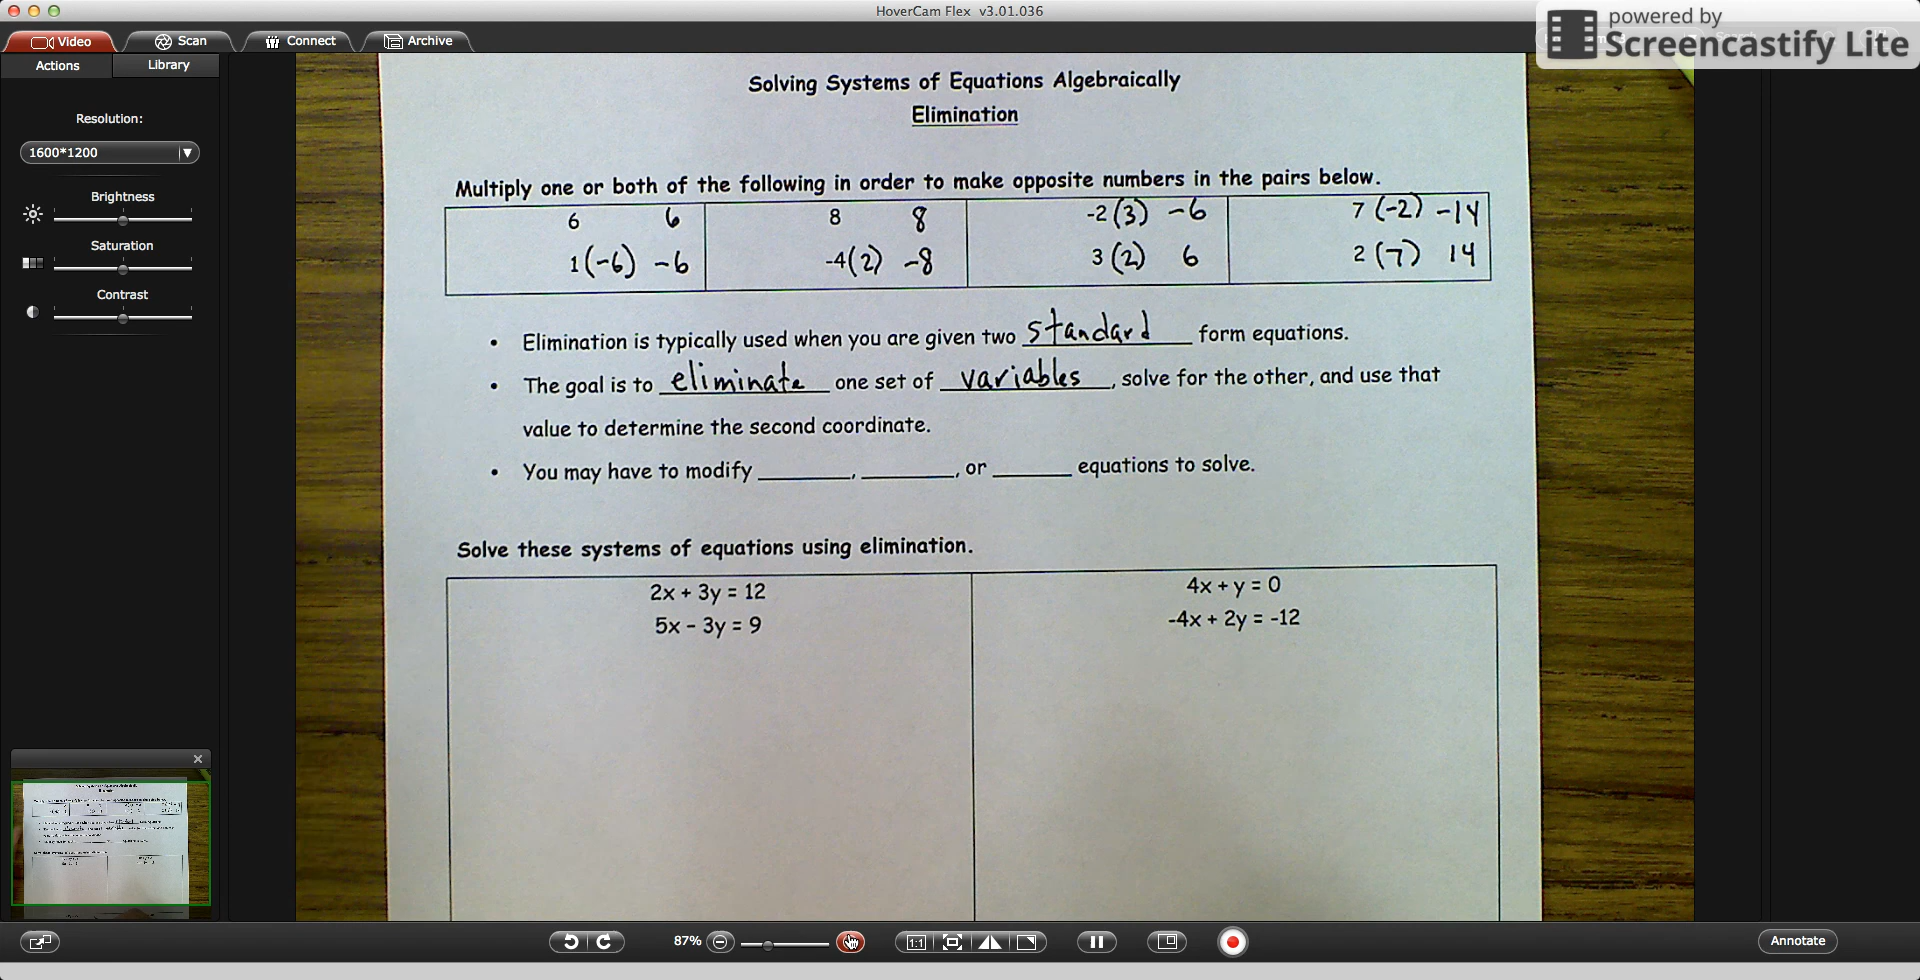 HoverCam Flex v3.01.036
powered by
Screencastify Lite
Video
Scan
Connect
Archive
Actions
Library
Resolution:
1600*1200
Brightness
Saturation
Contrast
Solving Systems of Equations Algebraically
Elimination
Multiply one or both of the following in order to make opposite numbers in the pairs below.
6 6 8 8 -2 (3) -6 7 (-2) -14
1 (-6) -6 -4 (2) -8 3 (2) 6 2 (7) 14
• Elimination is typically used when you are given two standard form equations.
• The goal is to eliminate one set of variables, solve for the other, and use that
value to determine the second coordinate.
• You may have to modify ________, ________, or _______ equations to solve.
Solve these systems of equations using elimination.
2x + 3y = 12
5x - 3y = 9
4x + y = 0
-4x + 2y = -12
87%
1:1
Annotate